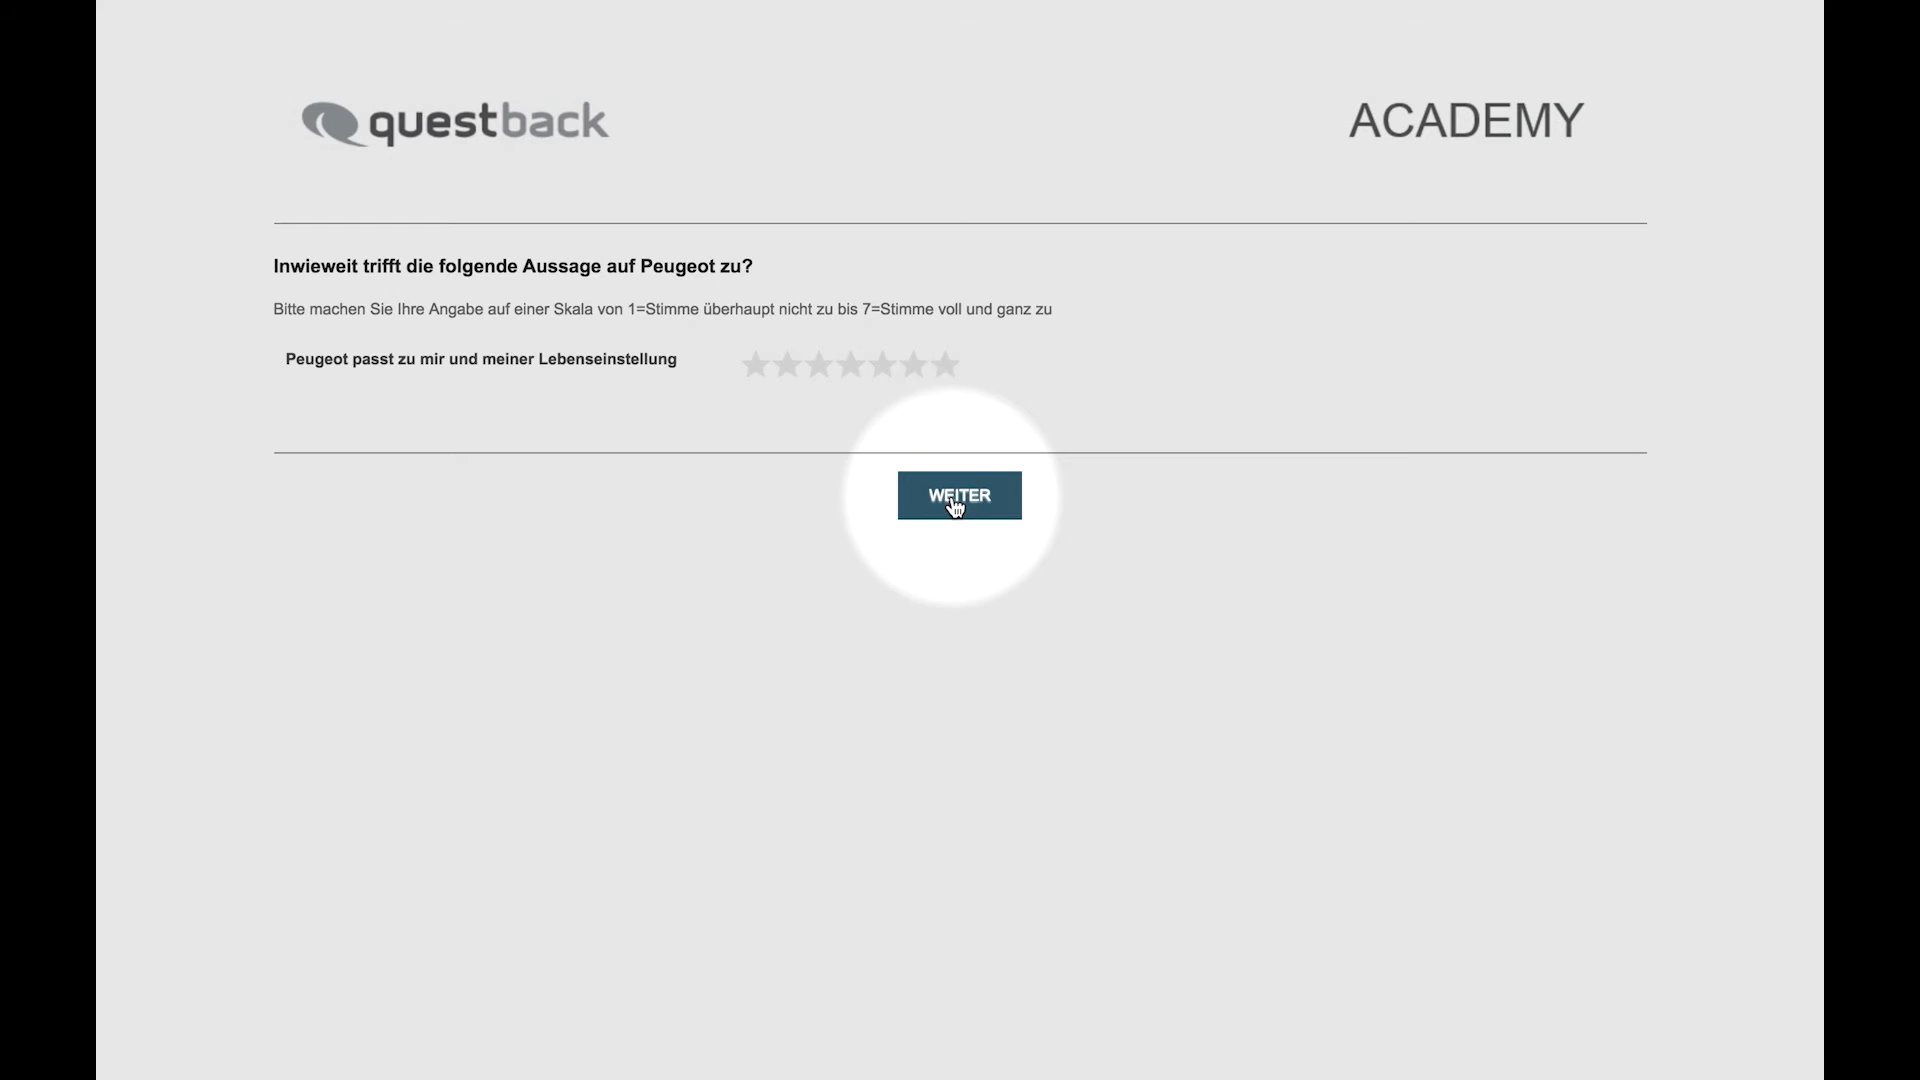 questback
ACADEMY
Inwieweit trifft die folgende Aussage auf Peugeot zu?
Bitte machen Sie Ihre Angabe auf einer Skala von 1=Stimme überhaupt nicht zu bis 7=Stimme voll und ganz zu
Peugeot passt zu mir und meiner Lebenseinstellung
WEITER